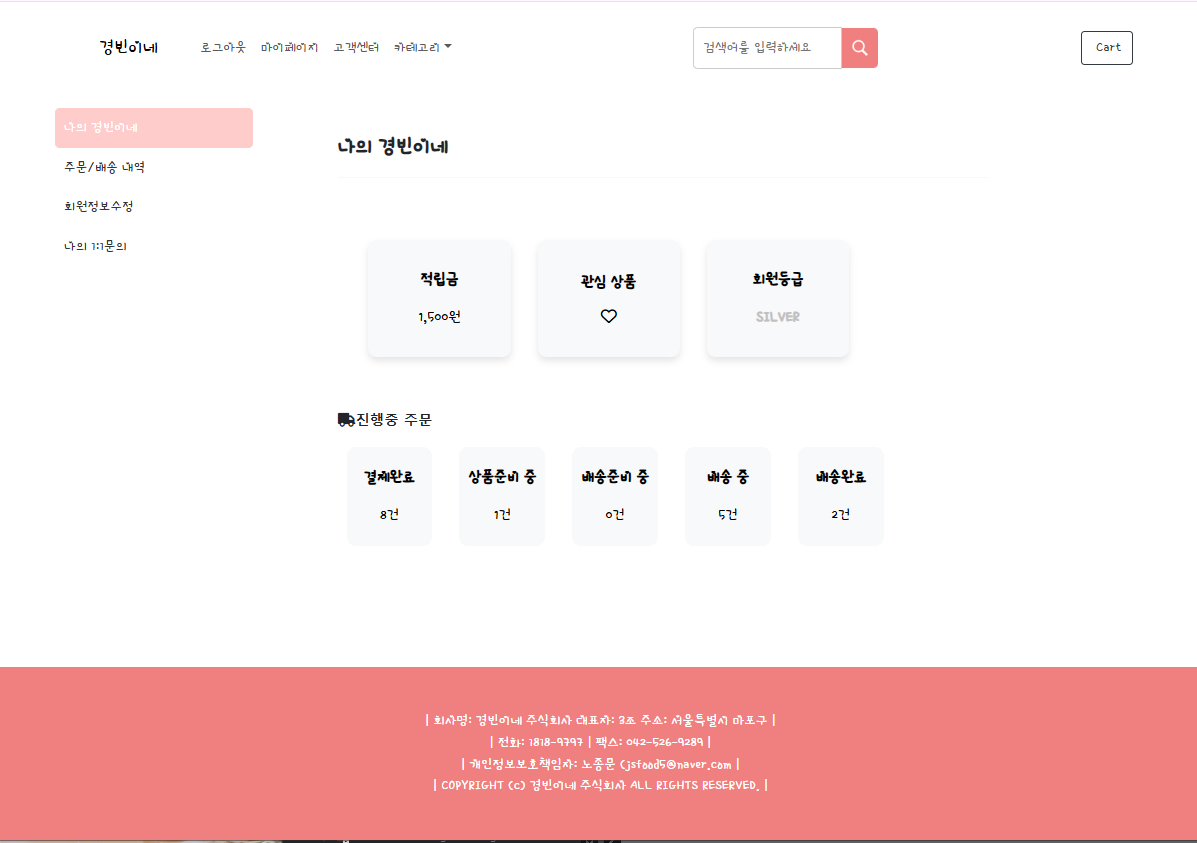 경빈이네 로그아웃 마이페이지 고객센터 카테고리 검색어를 입력하세요 Cart
나의 경빈이네
주문/배송 내역
회원정보수정
나의 1:1문의
나의 경빈이네
적립금 관심 상품 회원등급
1,500원 SILVER
진행중 주문
결제완료 상품준비 중 배송준비 중 배송 중 배송완료
8건 1건 0건 5건 2건
| 회사명: 경빈이네 주식회사 대표자: 3조 주소: 서울특별시 마포구 |
| 전화: 1818-9797 | 팩스: 042-526-9289 |
| 개인정보보호책임자: 노종문 (jsfood5@naver.com |
| COPYRIGHT (c) 경빈이네 주식회사 ALL RIGHTS RESERVED. |